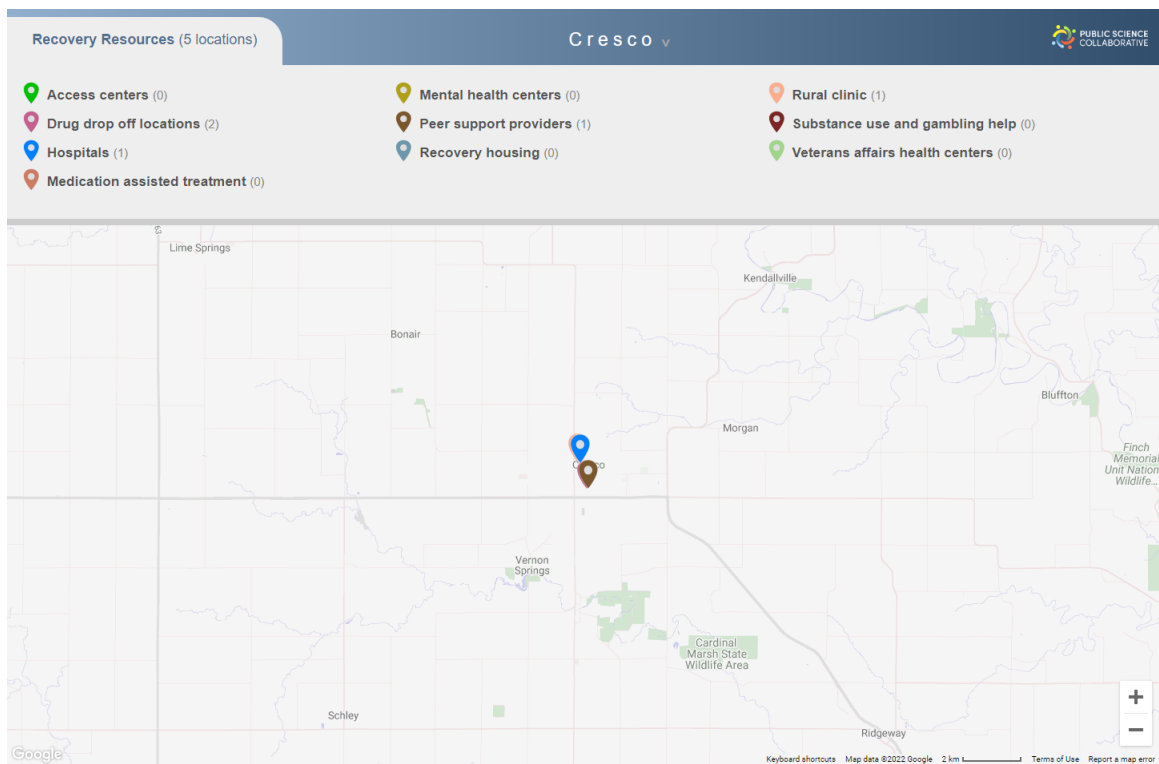 Recovery Resources (5 locations)
Cresco v
PUBLIC SCIENCE
COLLABORATIVE
Access centers (0)
Mental health centers (0)
Rural clinic (1)
Drug drop off locations (2)
Peer support providers (1)
Substance use and gambling help (0)
Hospitals (1)
Recovery housing (0)
Veterans affairs health centers (0)
Medication assisted treatment (0)
63
Lime Springs
Kendallville
Bonair
Bluffton
Morgan
Finch
Memorial
Unit Nation
Wildlife...
Vernon
Springs
Cardinal
Marsh State
Wildlife Area
Schley
Ridgeway
+
−
Google
Keyboard shortcuts Map data ©2022 Google 2 km Terms of Use Report a map error